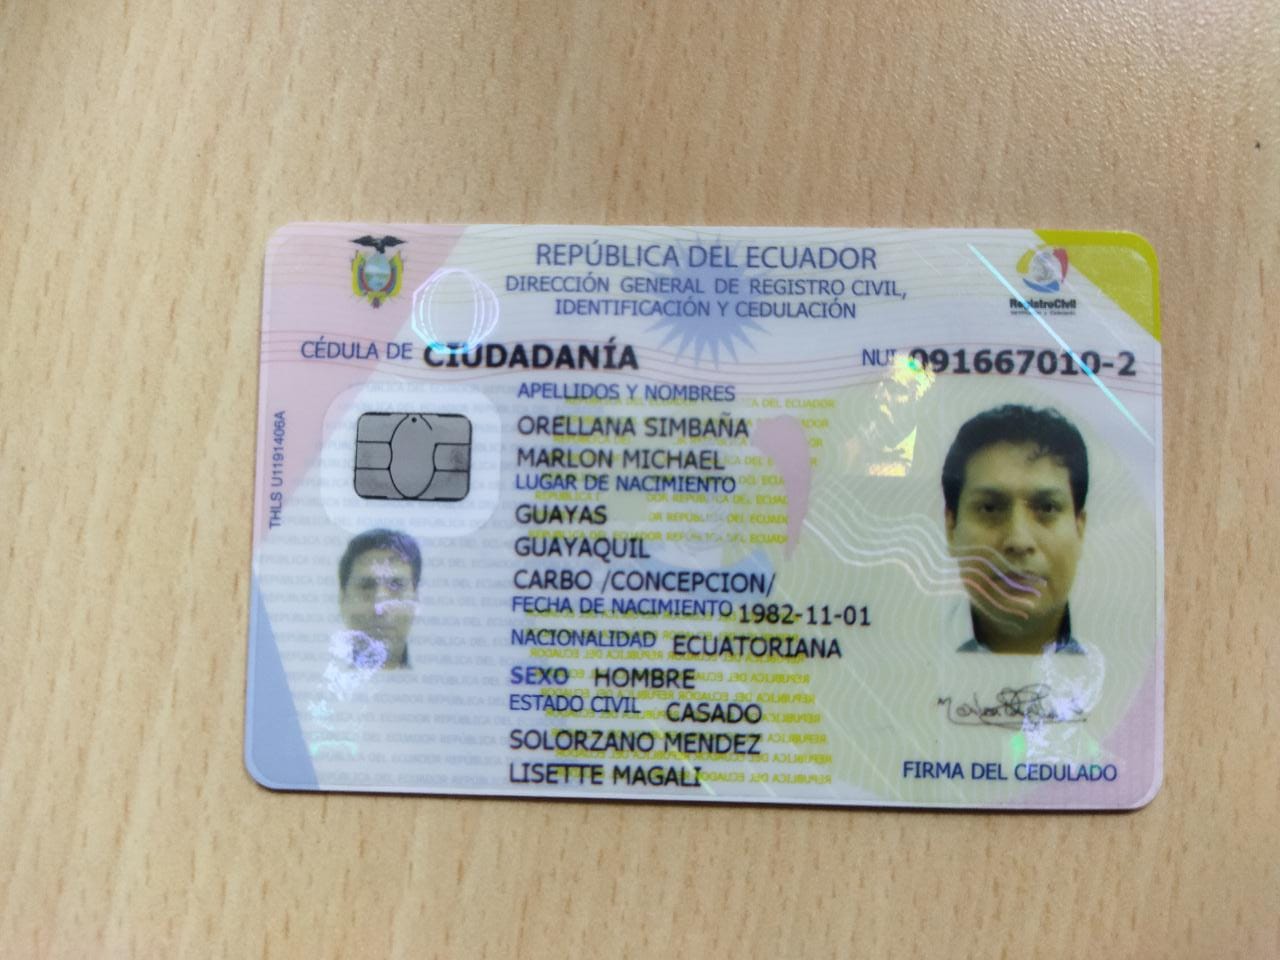 REPÚBLICA DEL ECUADOR
DIRECCIÓN GENERAL DE REGISTRO CIVIL,
IDENTIFICACIÓN Y CEDULACIÓN
RegistroCivil
CÉDULA DE CIUDADANÍA
NUI 091667010-2
APELLIDOS Y NOMBRES
ORELLANA SIMBAÑA
MARLON MICHAEL
LUGAR DE NACIMIENTO
GUAYAS
GUAYAQUIL
CARBO /CONCEPCION/
FECHA DE NACIMIENTO 1982-11-01
NACIONALIDAD ECUATORIANA
SEXO HOMBRE
ESTADO CIVIL CASADO
SOLORZANO MENDEZ
LISETTE MAGALI
THLS U11911406A
FIRMA DEL CEDULADO